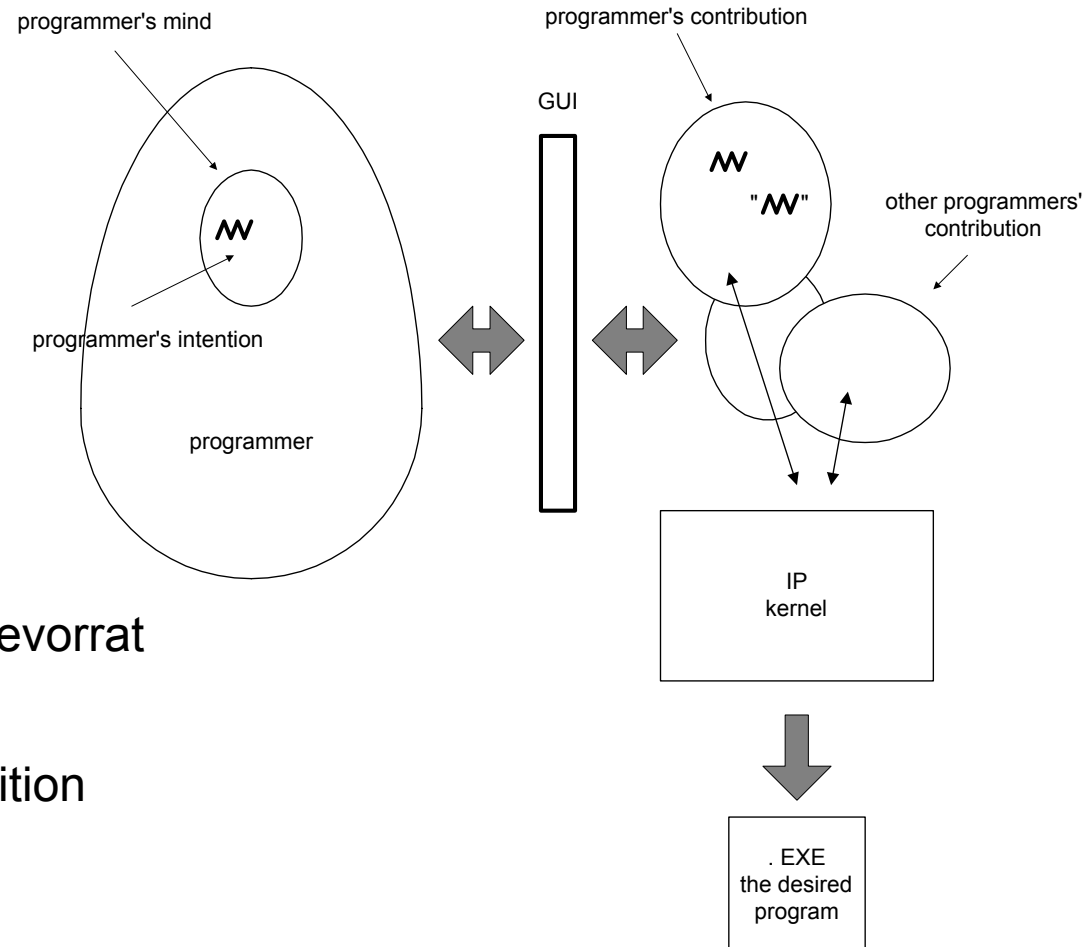 programmer's mind
programmer's contribution
GUI
" "
other programmers'
contribution
programmer's intention
programmer
IP
kernel
evorrat
ition
. EXE
the desired
program